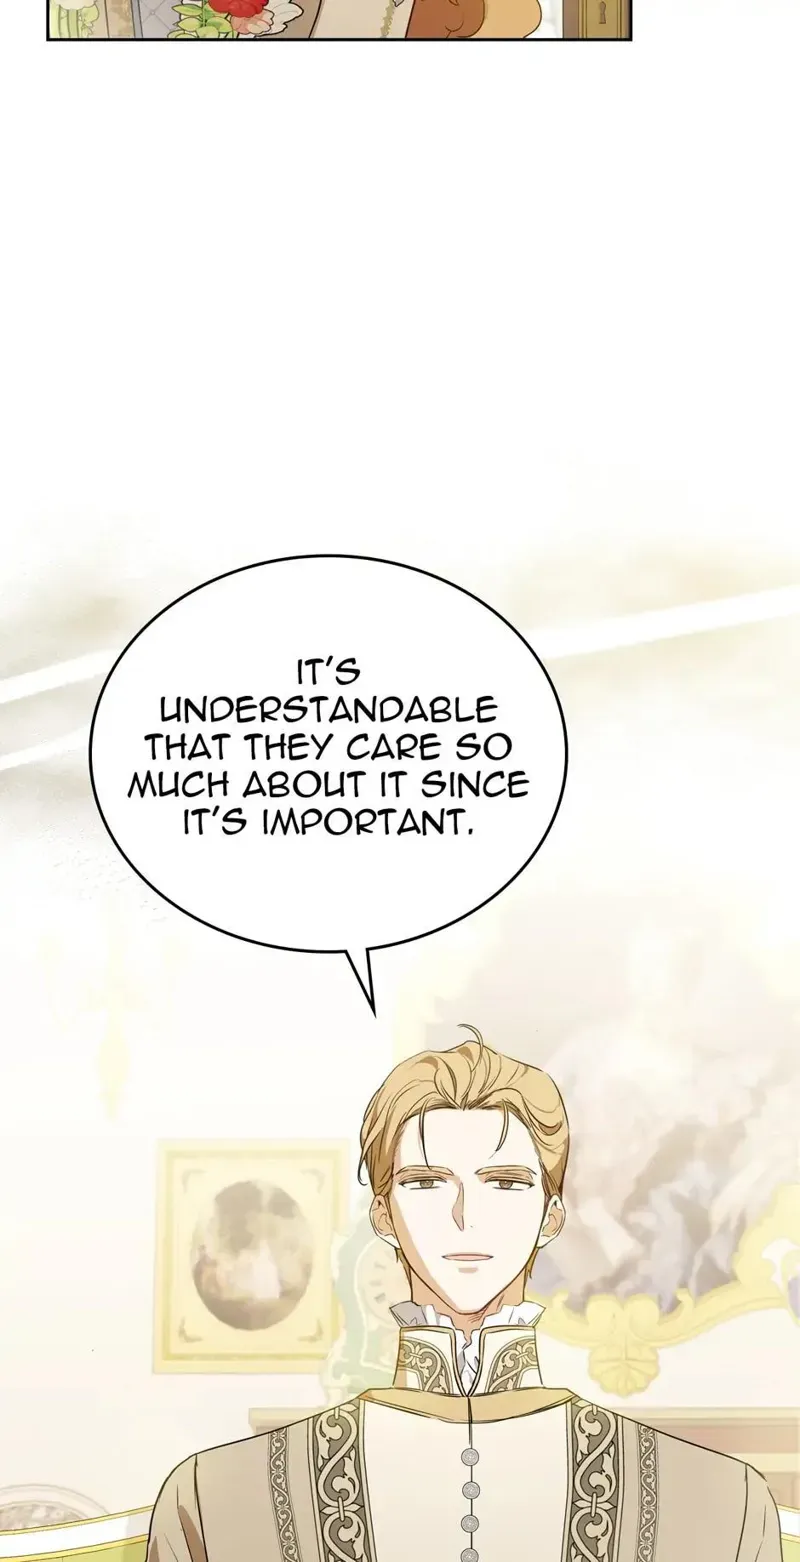 IT'S
UNDERSTANDABLE
THAT THEY CARE SO
MUCH ABOUT IT SINCE
IT'S IMPORTANT.